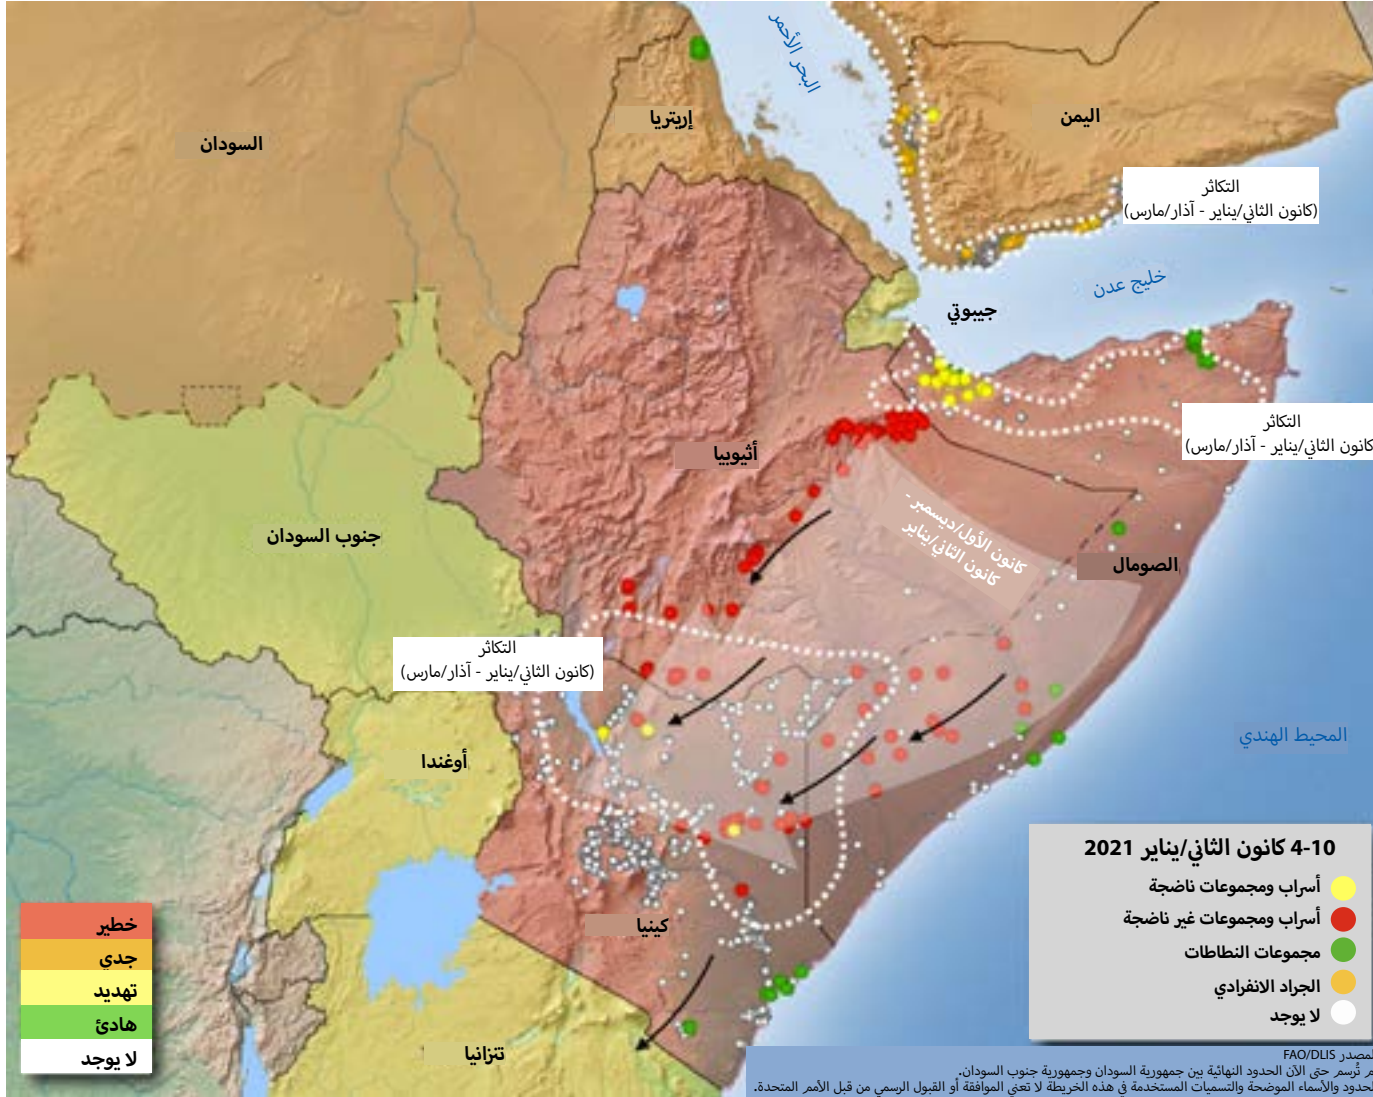 البحر الأحمر
اليمن
إريتريا
السودان
التكاثر
(كانون الثاني/يناير - آذار/مارس)
خليج عدن
جيبوتي
التكاثر
كانون الثاني/يناير - آذار/مارس)
أثيوبيا
كانون الأول/ديسمبر -
كانون الثاني/يناير
جنوب السودان
الصومال
التكاثر
(كانون الثاني/يناير - آذار/مارس)
المحيط الهندي
أوغندا
كينيا
تنزانيا
4-10 كانون الثاني/يناير 2021
أسراب ومجموعات ناضجة
أسراب ومجموعات غير ناضجة
مجموعات النطاطات
الجراد الانفرادي
لا يوجد
خطير
جدي
تهديد
هادئ
لا يوجد
لمصدر FAO/DLIS
م تُرسم حتى الآن الحدود النهائية بين جمهورية السودان وجمهورية جنوب السودان.
لحدود والأسماء الموضحة والتسميات المستخدمة في هذه الخريطة لا تعني الموافقة أو القبول الرسمي من قبل الأمم المتحدة.